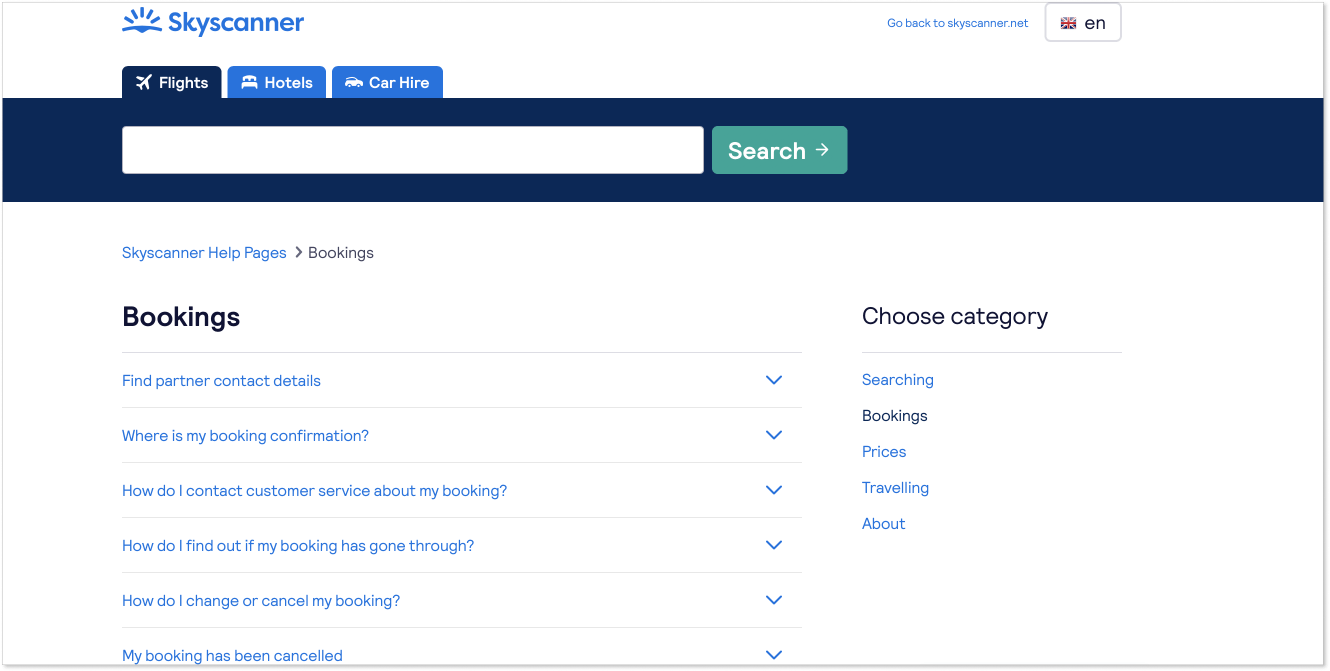 Skyscanner
Go back to skyscanner.net
en
Flights
Hotels
Car Hire
Search
Skyscanner Help Pages
Bookings
Bookings
Find partner contact details
Where is my booking confirmation?
How do I contact customer service about my booking?
How do I find out if my booking has gone through?
How do I change or cancel my booking?
My booking has been cancelled
Choose category
Searching
Bookings
Prices
Travelling
About